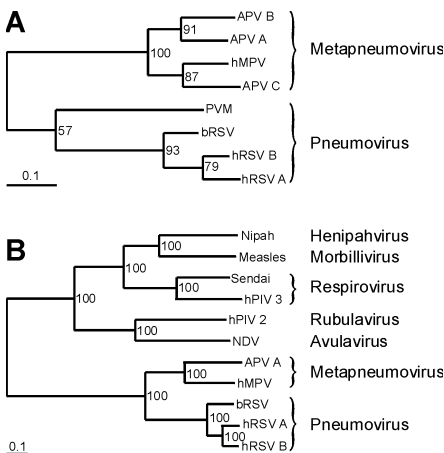 A
APV B
91
APV A
Metapneumovirus
100
hMPV
87
APV C
PVM
57
bRSV
Pneumovirus
93
hRSV B
79
hRSV A
0.1
B
Nipah
Henipahvirus
100
Measles
Morbillivirus
100
Sendai
Respirovirus
100
hPIV 3
100
hPIV 2
Rubulavirus
100
NDV
Avulavirus
APV A
Metapneumovirus
100
hMPV
100
bRSV
100
hRSV A
Pneumovirus
100
hRSV B
0.1